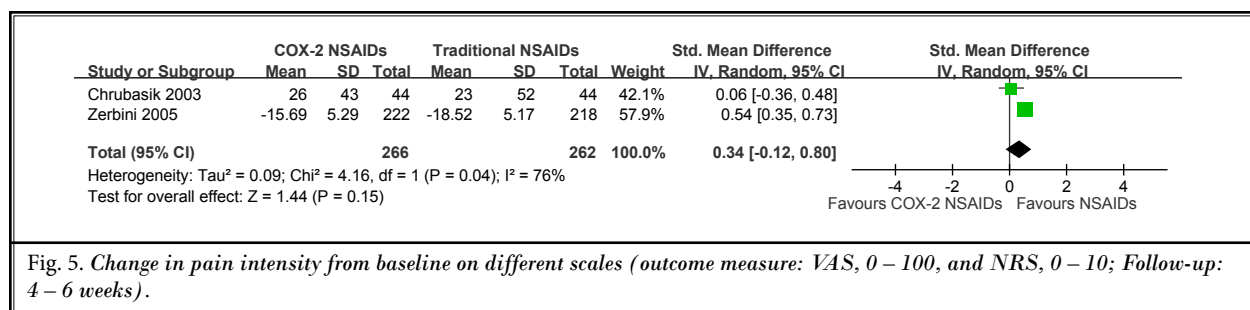 COX-2 NSAIDs Traditional NSAIDs Std. Mean Difference Std. Mean Difference
Study or Subgroup Mean SD Total Mean SD Total Weight IV, Random, 95% CI IV, Random, 95% CI
Chrubasik 2003 26 43 44 23 52 44 42.1% 0.06 [-0.36, 0.48]
Zerbini 2005 -15.69 5.29 222 -18.52 5.17 218 57.9% 0.54 [0.35, 0.73]
Total (95% CI) 266 262 100.0% 0.34 [-0.12, 0.80]
Heterogeneity: Tau² = 0.09; Chi² = 4.16, df = 1 (P = 0.04); I² = 76%
Test for overall effect: Z = 1.44 (P = 0.15)
-4 -2 0 2 4
Favours COX-2 NSAIDs Favours NSAIDs
Fig. 5. Change in pain intensity from baseline on different scales (outcome measure: VAS, 0 – 100, and NRS, 0 – 10; Follow-up:
4 – 6 weeks).